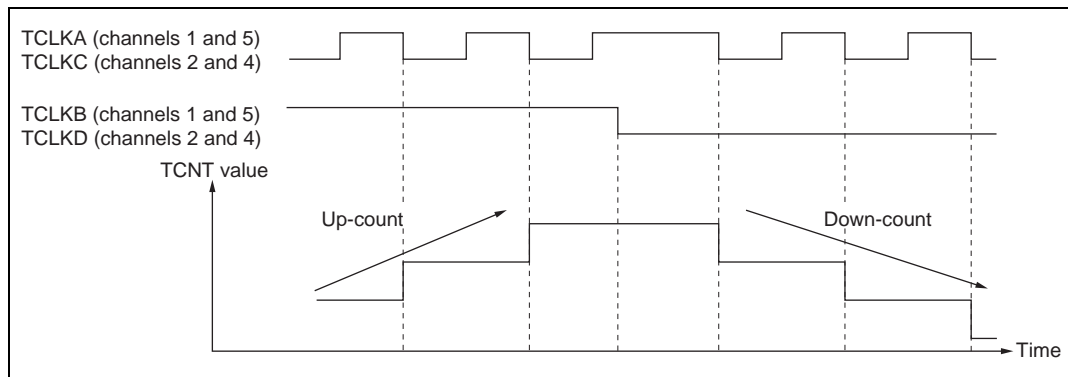 TCLKA (channels 1 and 5)
TCLKC (channels 2 and 4)
TCLKB (channels 1 and 5)
TCLKD (channels 2 and 4)
TCNT value
Up-count
Down-count
Time